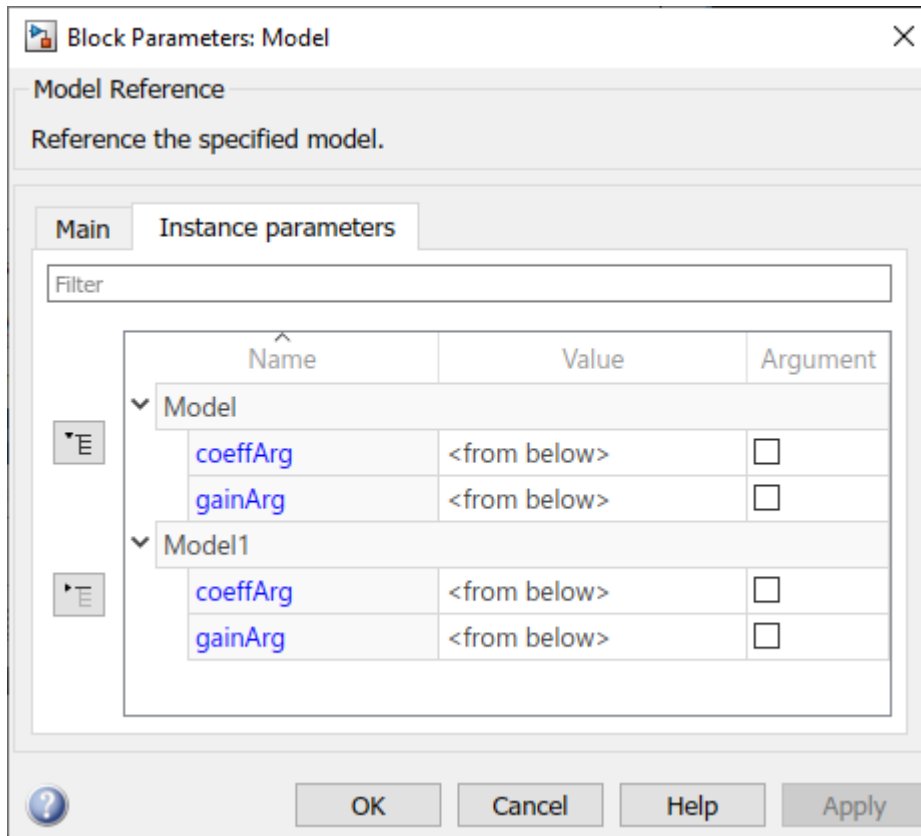 Block Parameters: Model
Model Reference
Reference the specified model.
Main Instance parameters
Filter
Name Value Argument
Model
coeffArg <from below>
gainArg <from below>
Model1
coeffArg <from below>
gainArg <from below>
OK Cancel Help Apply